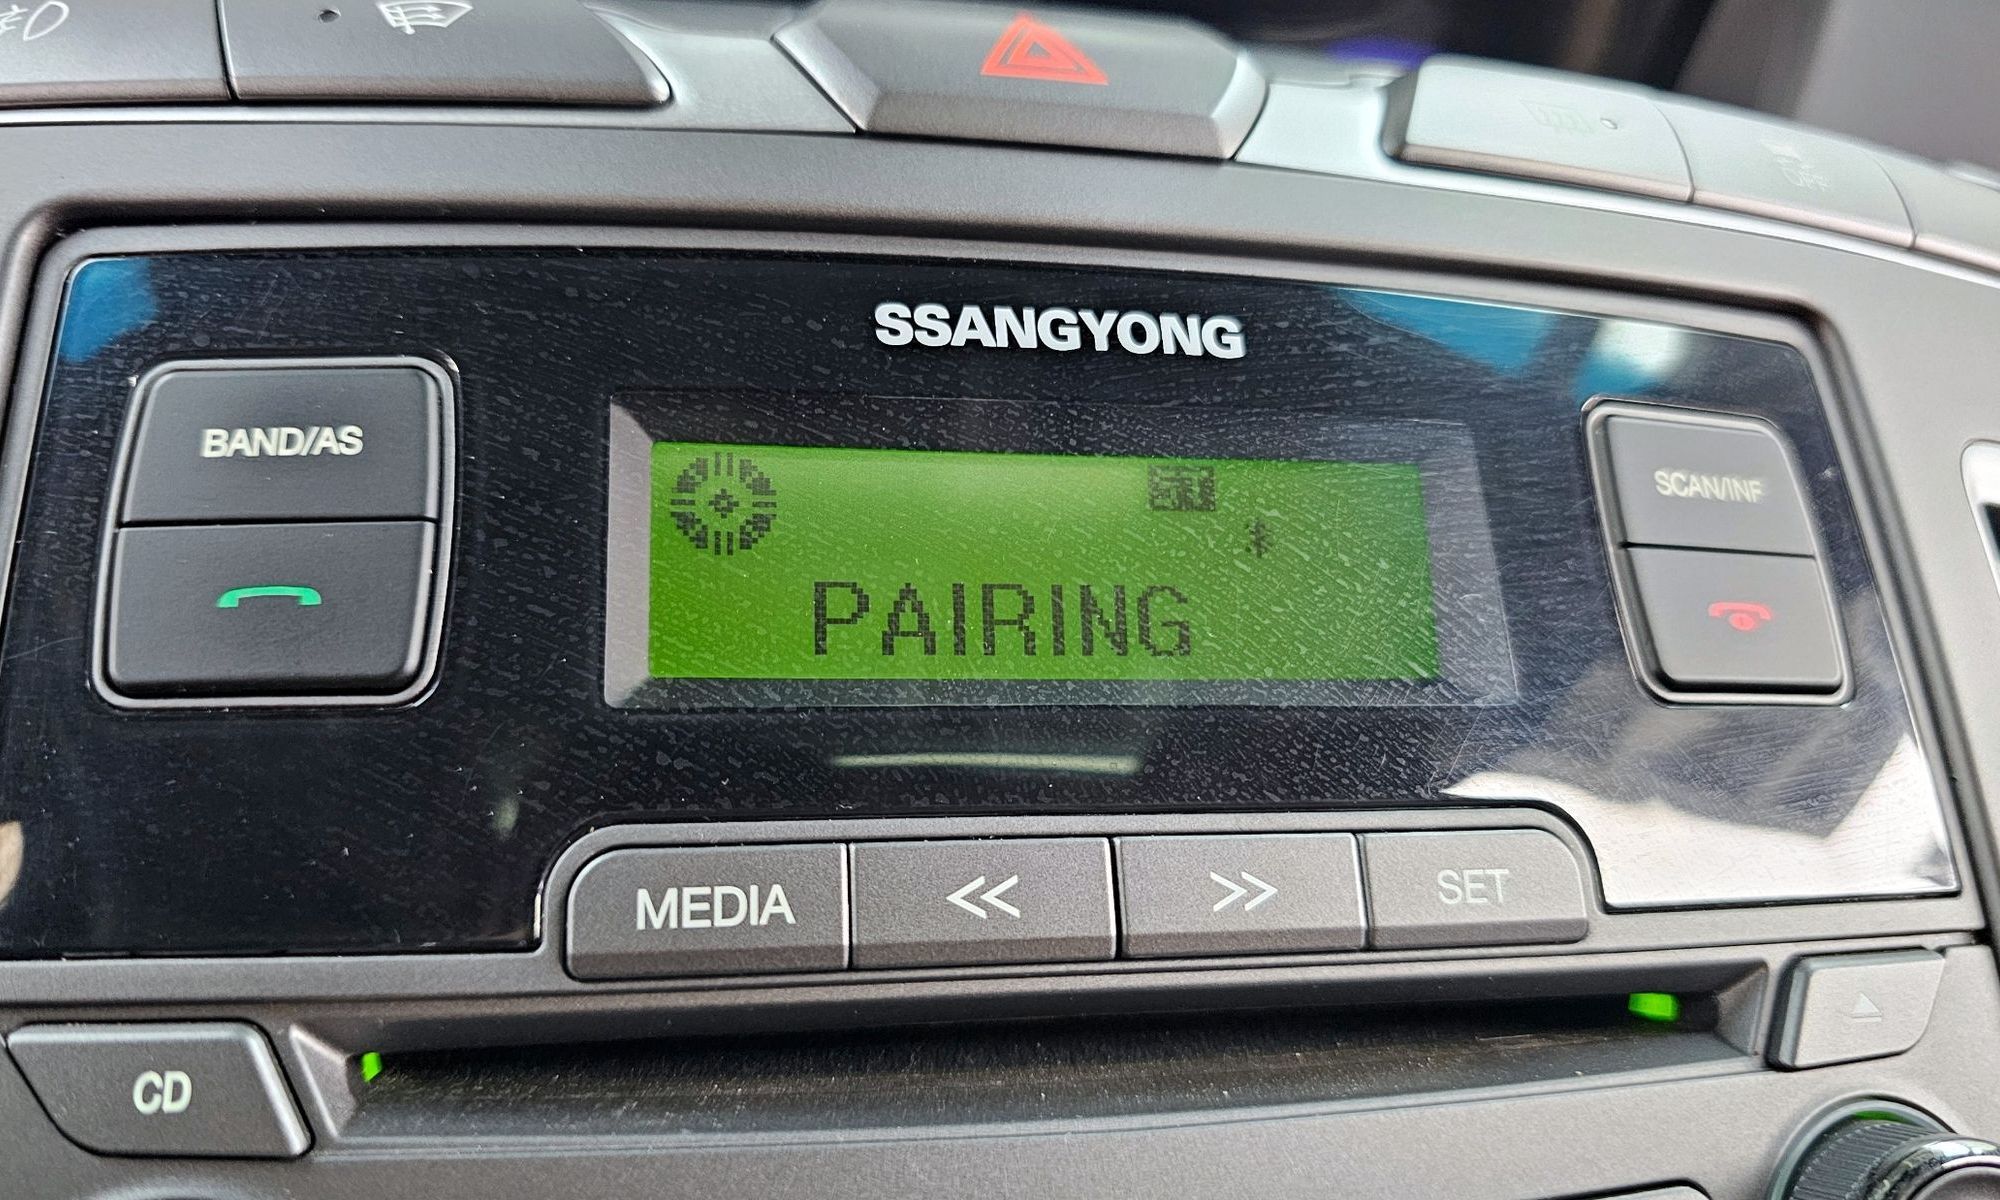 SSANGYONG
BAND/AS
SCAN/INF
PAIRING
MEDIA
SET
CD